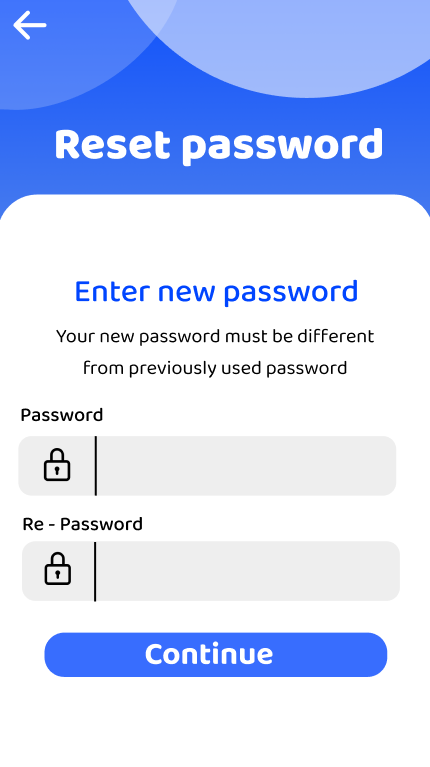 Reset password
Enter new password
Your new password must be different
from previously used password
Password
Re - Password
Continue